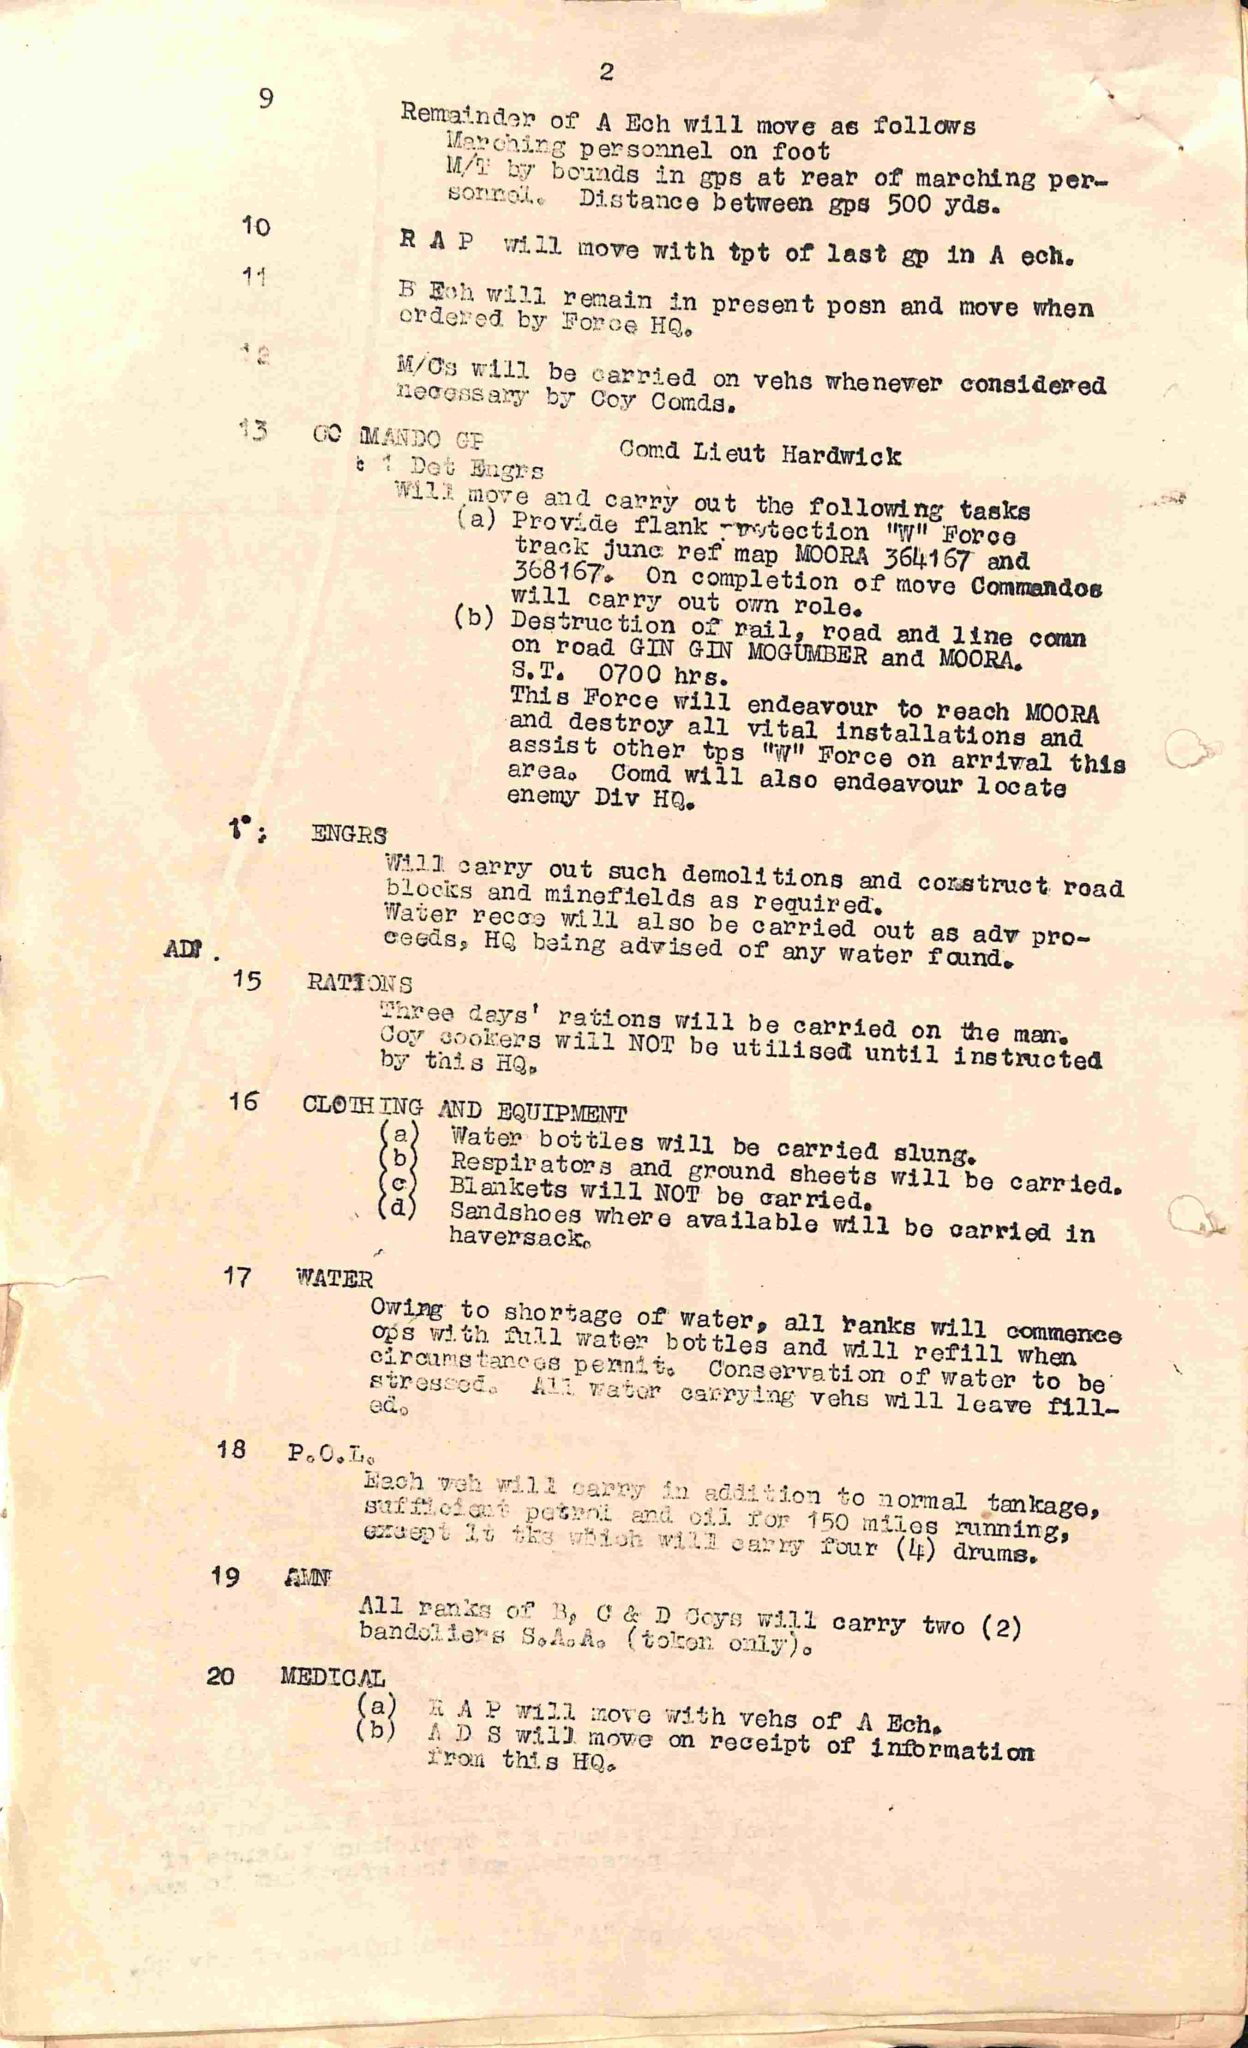 2
9 Remainder of A Ech will move as follows
Marching personnel on foot
M/T by bounds in gps at rear of marching per-
sonnel. Distance between gps 500 yds.
10 R A P will move with tpt of last gp in A ech.
11 B Ech will remain in present posn and move when
ordered by Force HQ.
12 M/Cs will be carried on vehs whenever considered
necessary by Coy Comds.
13 CO MMANDO GP Comd Lieut Hardwick
& 1 Det Engrs
Will move and carry out the following tasks
(a) Provide flank protection "W" Force
track junc ref map MOORA 364167 and
368167. On completion of move Commandos
will carry out own role.
(b) Destruction of rail, road and line comn
on road GIN GIN MOGUMBER and MOORA.
S.T. 0700 hrs.
This Force will endeavour to reach MOORA
and destroy all vital installations and
assist other tps "W" Force on arrival this
area. Comd will also endeavour locate
enemy Div HQ.
ENGRS
Will carry out such demolitions and construct road
blocks and minefields as required.
Water recce will also be carried out as adv pro-
ceeds, HQ being advised of any water found.
ADM.
15 RATIONS
Three days' rations will be carried on the man.
Coy cookers will NOT be utilised until instructed
by this HQ.
16 CLOTHING AND EQUIPMENT
(a) Water bottles will be carried slung.
(b) Respirators and ground sheets will be carried.
(c) Blankets will NOT be carried.
(d) Sandshoes where available will be carried in
haversack.
17 WATER
Owing to shortage of water, all ranks will commence
ops with full water bottles and will refill when
circumstances permit. Conservation of water to be
stressed. All water carrying vehs will leave fill-
ed.
18 P.O.L.
Each veh will carry in addition to normal tankage,
sufficient petrol and oil for 150 miles running,
except lt tks which will carry four (4) drums.
19 AMN
All ranks of B, C & D Coys will carry two (2)
bandoliers S.A.A. (token only).
20 MEDICAL
(a) R A P will move with vehs of A Ech.
(b) A D S will move on receipt of information
from this HQ.